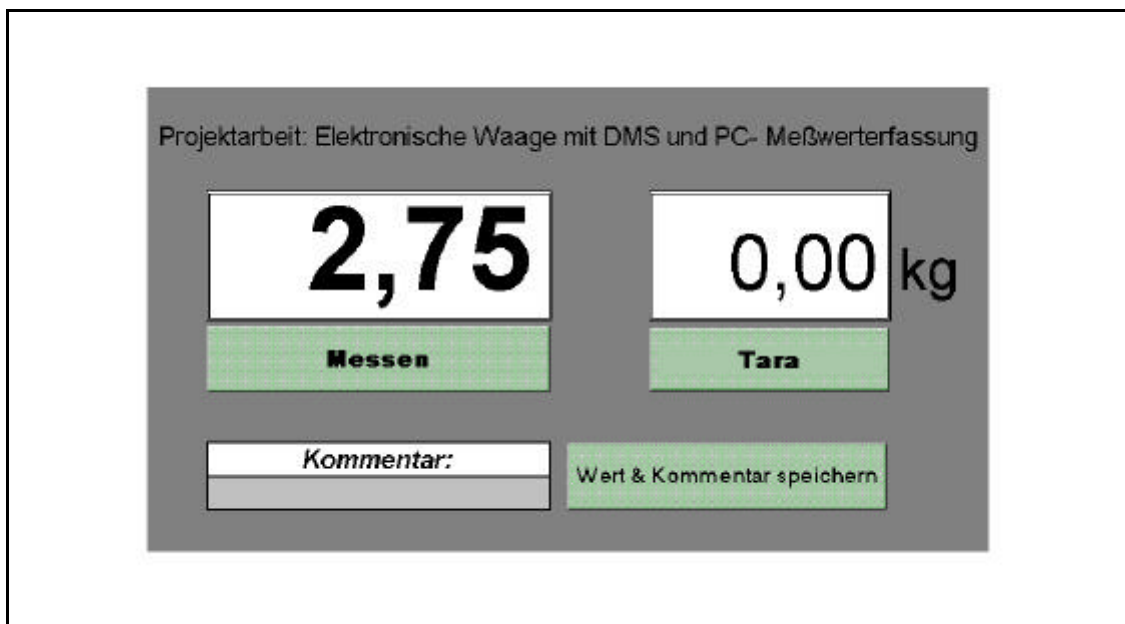 Projektarbeit: Elektronische Waage mit DMS und PC- Meßwerterfassung
2,75
0,00 kg
Messen
Tara
Kommentar:
Wert & Kommentar speichern